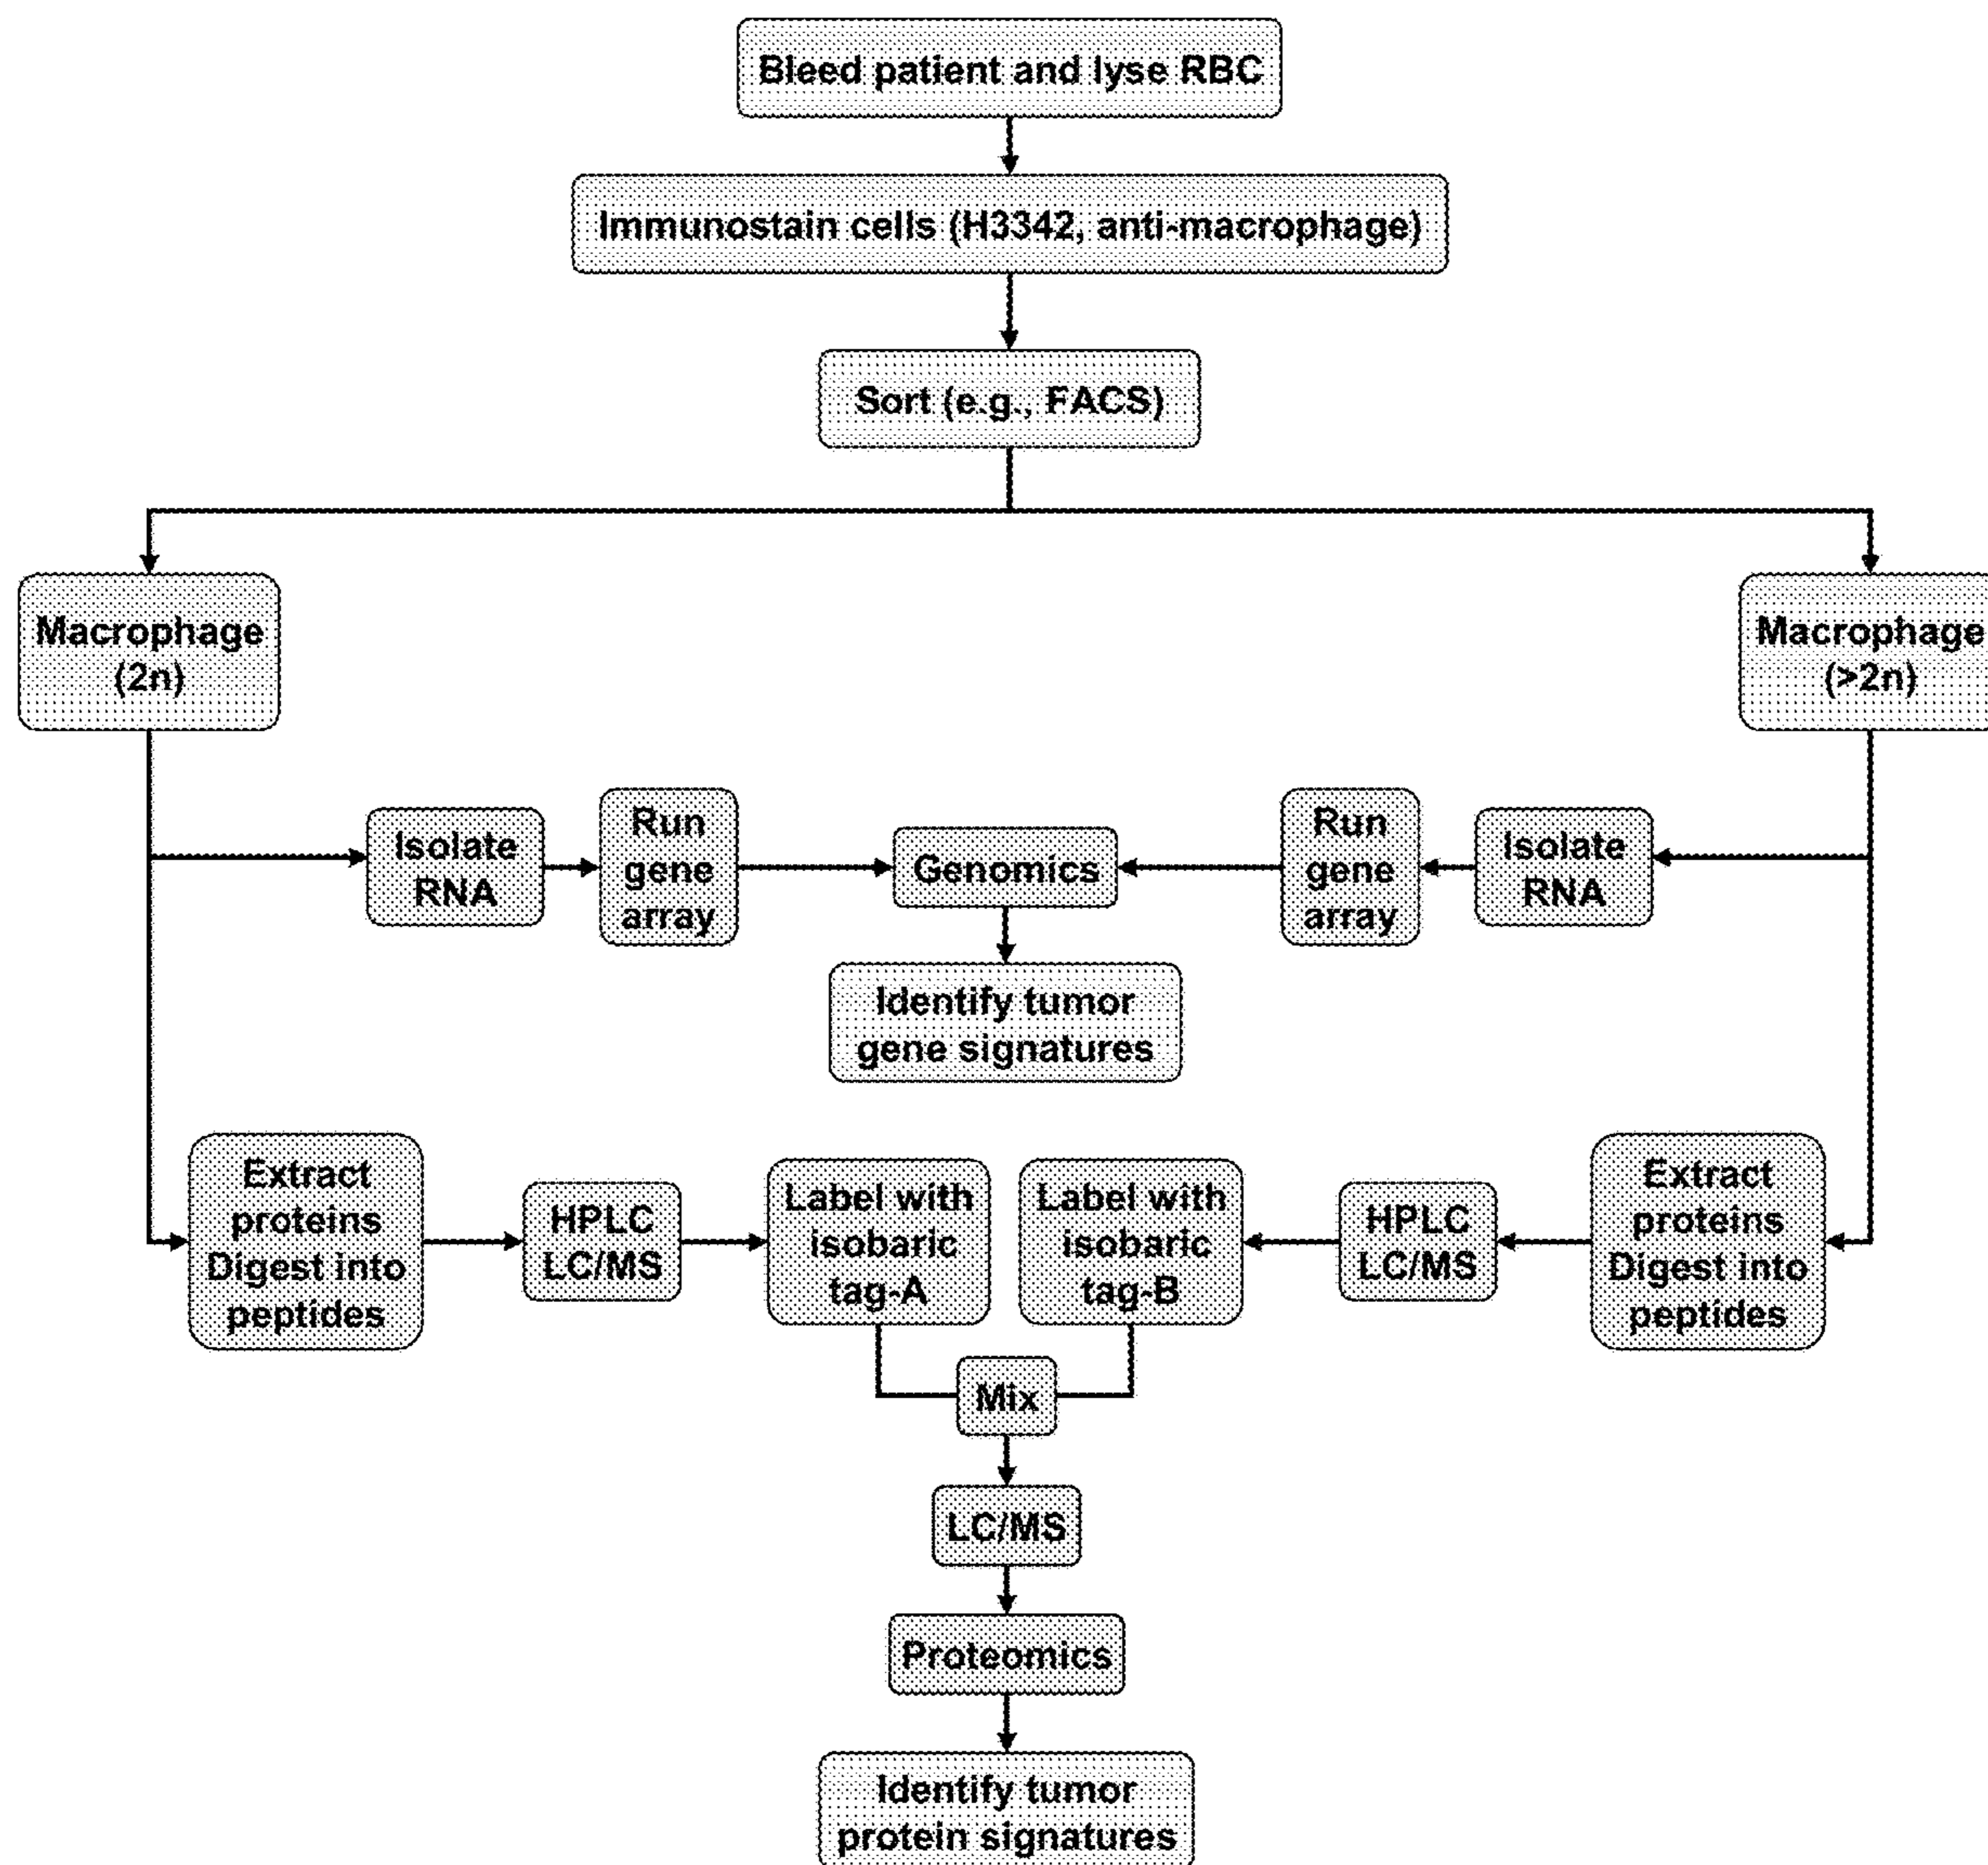 Bleed patient and lyse RBC
Immunostain cells (H3342, anti-macrophage)
Sort (e.g., FACS)
Macrophage
(2n)
Macrophage
(>2n)
Isolate
RNA
Run
gene
array
Genomics
Run
gene
array
Isolate
RNA
Identify tumor
gene signatures
Extract
proteins
Digest into
peptides
HPLC
LC/MS
Label with
isobaric
tag-A
Label with
isobaric
tag-B
HPLC
LC/MS
Extract
proteins
Digest into
peptides
Mix
LC/MS
Proteomics
Identify tumor
protein signatures